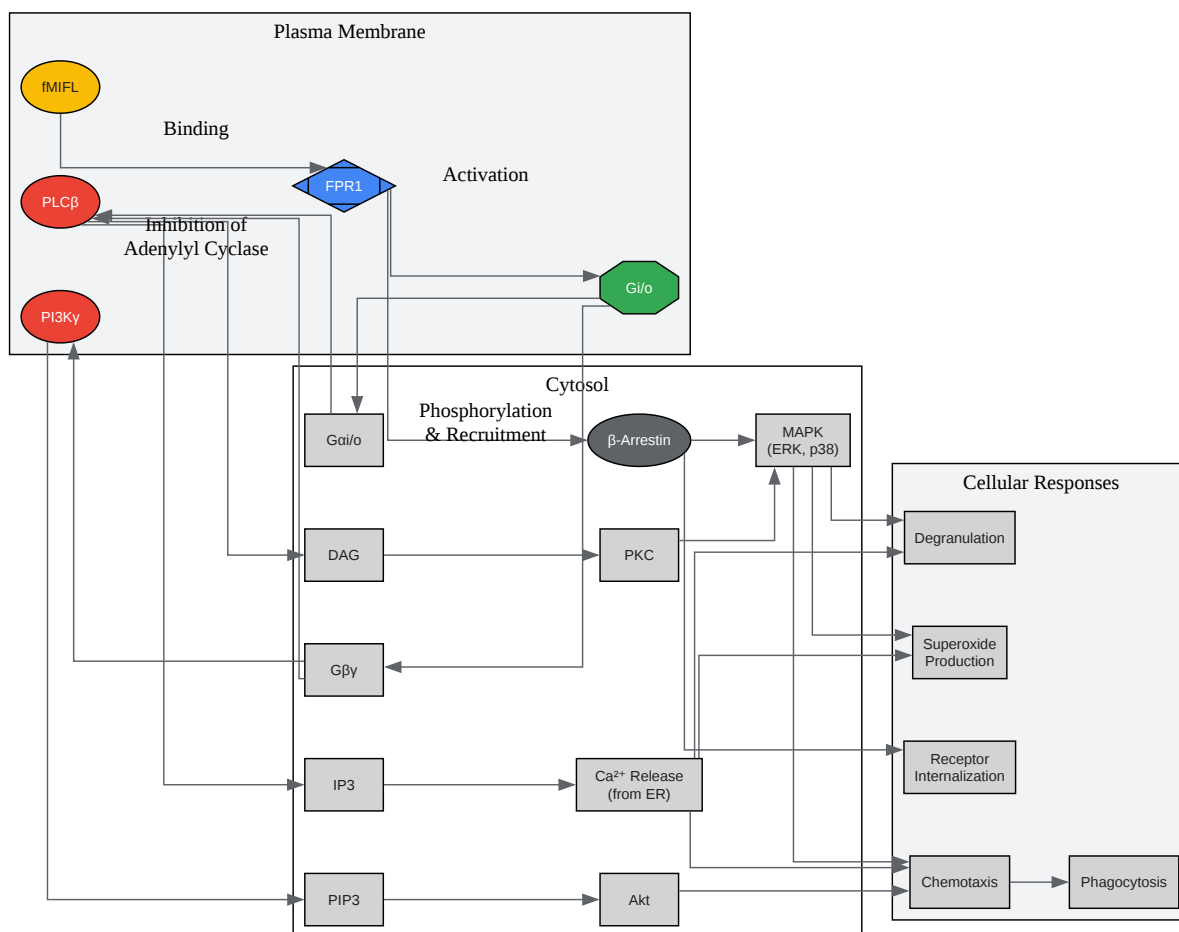 Plasma Membrane
fMIFL
Binding
Activation
FPR1
PLCβ
Inhibition of
Adenylyl Cyclase
Gi/o
PI3Kγ
Cytosol
Phosphorylation
& Recruitment
Gαi/o
β-Arrestin
MAPK
(ERK, p38)
Cellular Responses
Degranulation
DAG
PKC
Superoxide
Production
Gβγ
Receptor
Internalization
IP3
Ca²⁺ Release
(from ER)
Chemotaxis
Phagocytosis
PIP3
Akt